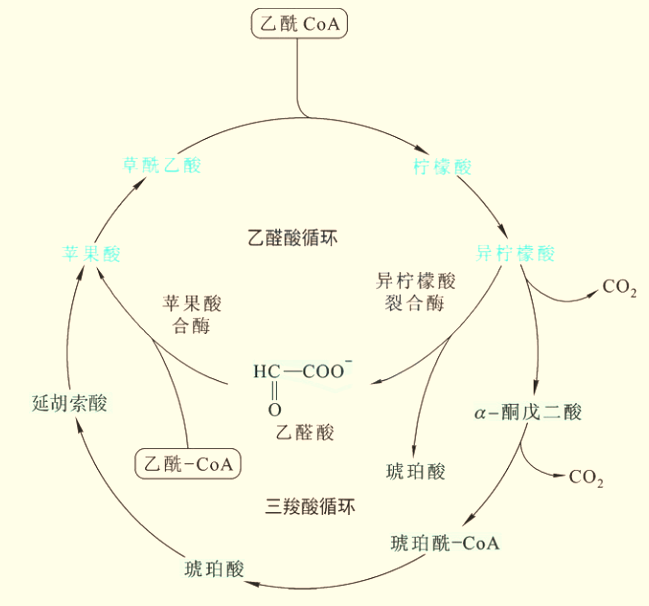 乙酰 CoA
草酰乙酸
柠檬酸
乙醛酸循环
苹果酸
异柠檬酸
异柠檬酸
裂合酶
CO₂
苹果酸
合酶
HC—COO⁻
O
乙醛酸
延胡索酸
α-酮戊二酸
乙酰-CoA
琥珀酸
CO₂
三羧酸循环
琥珀酰-CoA
琥珀酸